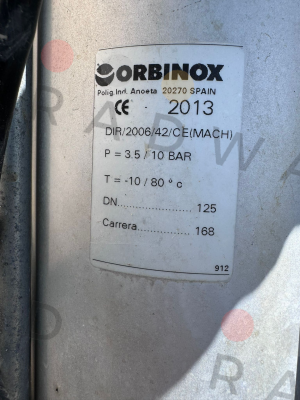 ORBINOX
Polig.Ind. Anoeta 20270 SPAIN
CE · 2013
DIR/2006/42/CE(MACH)
P = 3.5 / 10 BAR
T = -10 / 80 ° c
DN........................ 125
Carrera................. 168
912
RADWA